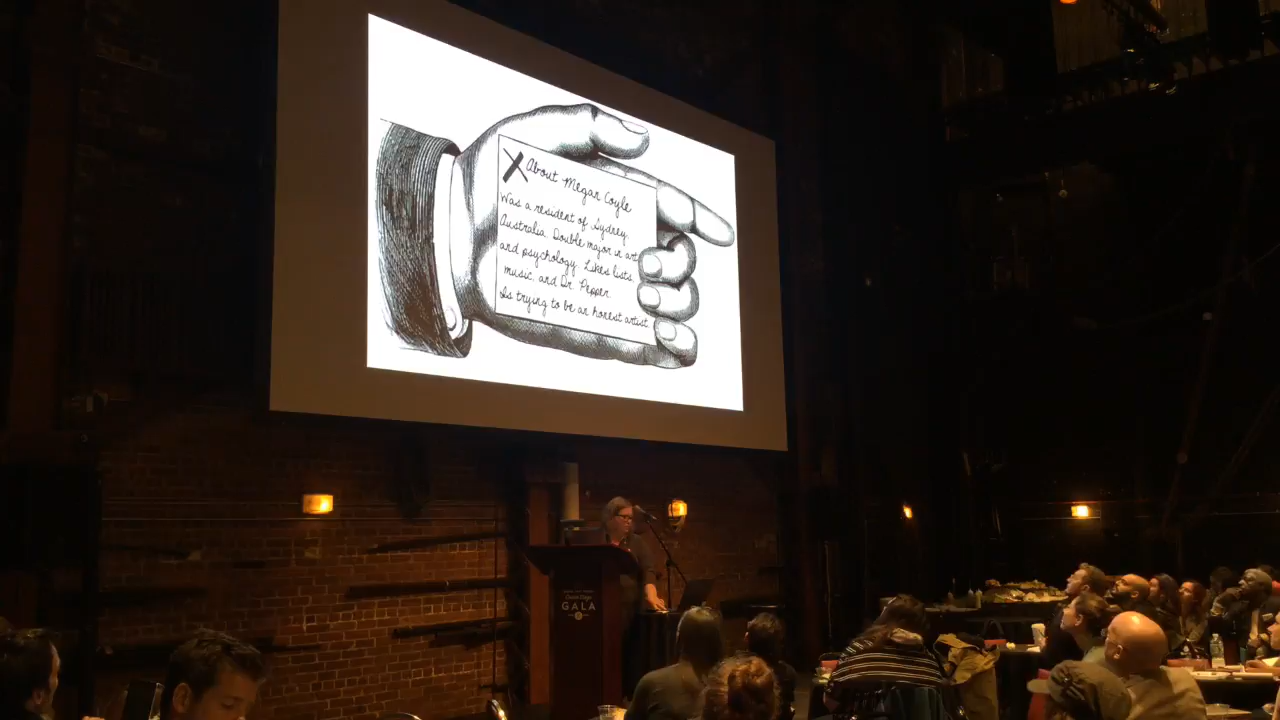 X About Megan Coyle
Was a resident of Sydney,
Australia. Double major in art
and psychology. Likes lists,
music, and Dr. Pepper.
Is trying to be an honest artist.
GALA